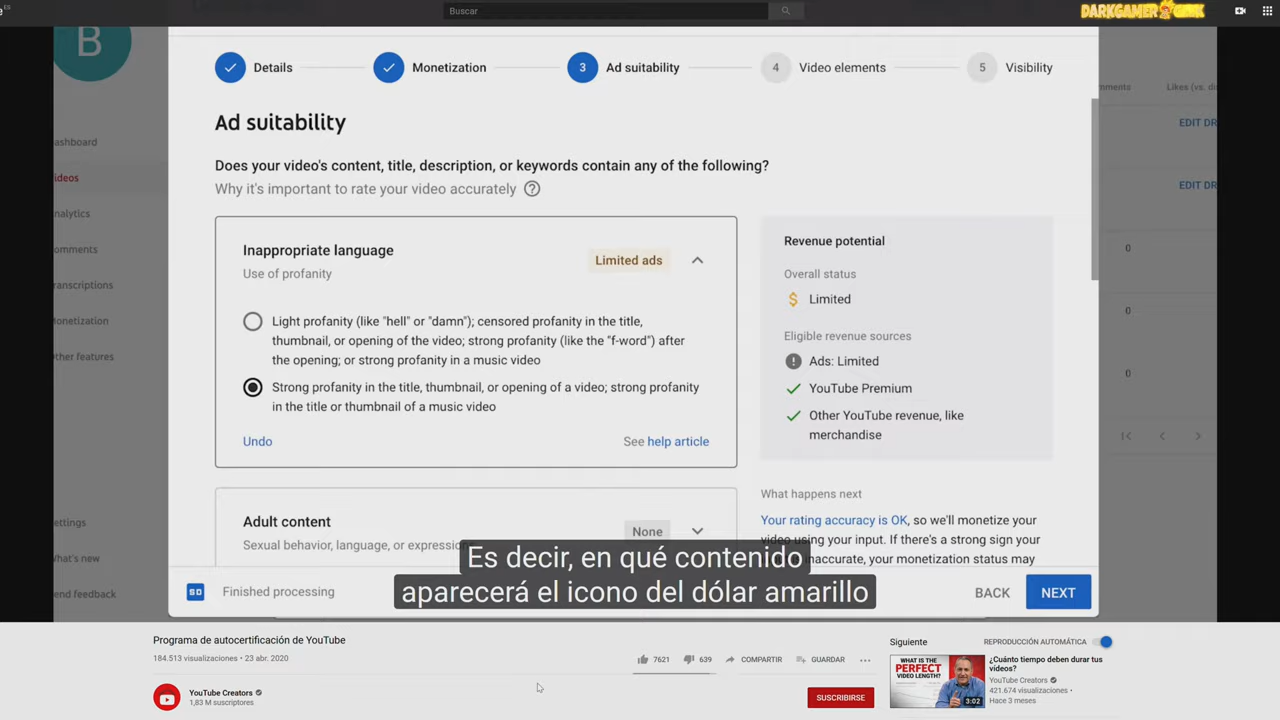 ES
Buscar
DARKGAMER
B
Details
Monetization
3
Ad suitability
4
Video elements
5
Visibility
Ad suitability
Does your video's content, title, description, or keywords contain any of the following?
Why it's important to rate your video accurately
Inappropriate language
Use of profanity
Limited ads
Light profanity (like "hell" or "damn"); censored profanity in the title,
thumbnail, or opening of the video; strong profanity (like the "f-word") after
the opening; or strong profanity in a music video
Strong profanity in the title, thumbnail, or opening of a video; strong profanity
in the title or thumbnail of a music video
Undo
See help article
Adult content
Sexual behavior, language, or expressions
None
Revenue potential
Overall status
$ Limited
Eligible revenue sources
Ads: Limited
YouTube Premium
Other YouTube revenue, like
merchandise
What happens next
Your rating accuracy is OK, so we'll monetize your
video using your input. If there's a strong sign your
inaccurate, your monetization status may
ashboard
ideos
nalytics
omments
ranscriptions
onetization
ther features
ettings
hat's new
end feedback
mments
Likes (vs. di
EDIT DR
EDIT DR
0
0
0
Es decir, en qué contenido
aparecerá el icono del dólar amarillo
SD
Finished processing
BACK
NEXT
Programa de autocertificación de YouTube
184.513 visualizaciones • 23 abr. 2020
7621
639
COMPARTIR
GUARDAR
YouTube Creators
1,83 M suscriptores
SUSCRIBIRSE
Siguiente
REPRODUCCIÓN AUTOMÁTICA
WHAT IS THE
PERFECT
VIDEO LENGTH?
3:02
¿Cuánto tiempo deben durar tus
vídeos?
YouTube Creators
421.674 visualizaciones •
Hace 3 meses